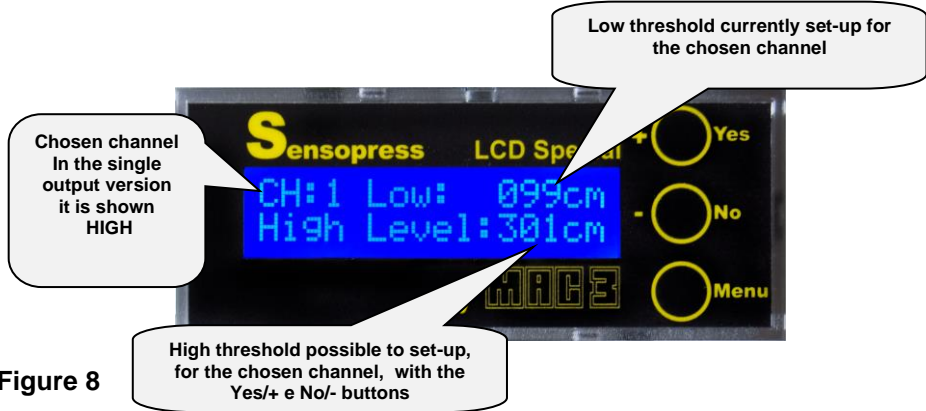 Low threshold currently set-up for
the chosen channel
Chosen channel
In the single
output version
it is shown
HIGH
Sensopress LCD
+ Yes
CH:1 Low: 099cm
High Level:301cm
- No
MAC3
Menu
High threshold possible to set-up,
for the chosen channel, with the
Yes/+ e No/- buttons
Figure 8